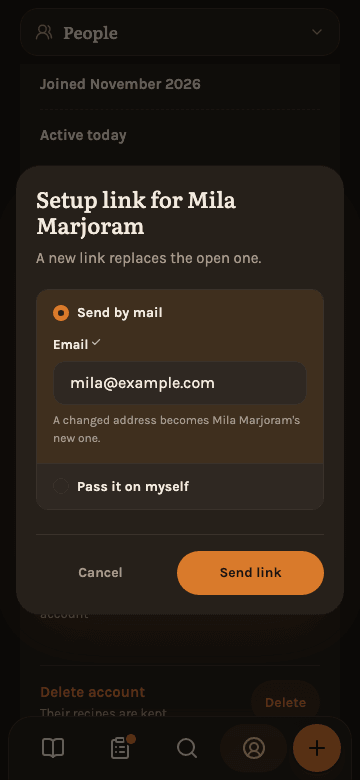 People
Joined November 2026
Active today
Setup link for Mila
Marjoram
A new link replaces the open one.
Send by mail
Email
mila@example.com
A changed address becomes Mila Marjoram's
new one.
Pass it on myself
Cancel
Send link
account
Delete account
Their recipes are kept
Delete